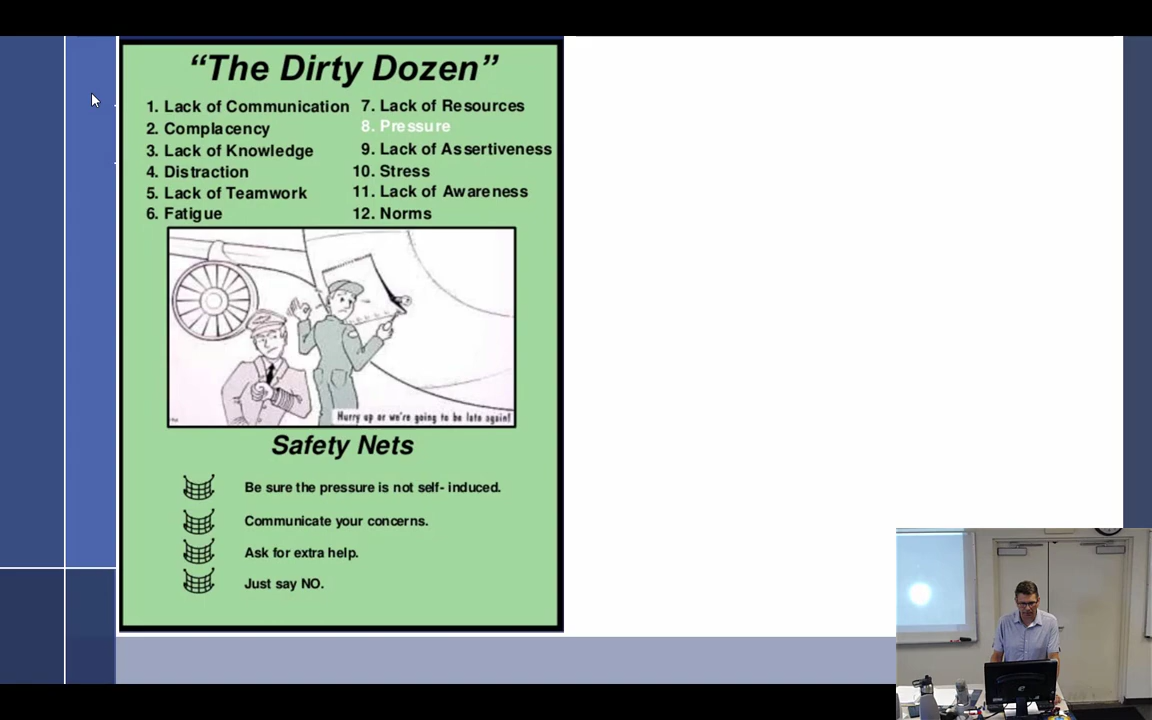 “The Dirty Dozen”
1. Lack of Communication
2. Complacency
3. Lack of Knowledge
4. Distraction
5. Lack of Teamwork
6. Fatigue
7. Lack of Resources
8. Pressure
9. Lack of Assertiveness
10. Stress
11. Lack of Awareness
12. Norms
Hurry up or we're going to be late again!
Safety Nets
Be sure the pressure is not self- induced.
Communicate your concerns.
Ask for extra help.
Just say NO.